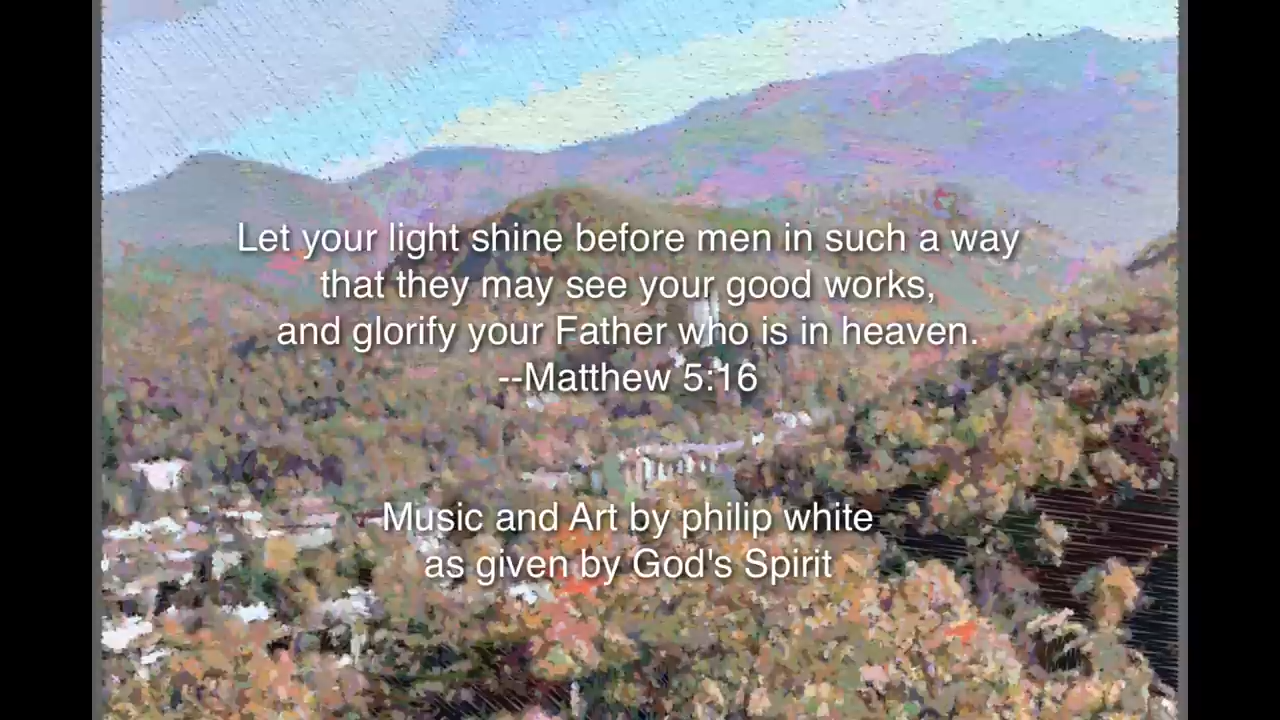 Let your light shine before men in such a way
that they may see your good works,
and glorify your Father who is in heaven.
--Matthew 5:16
Music and Art by philip white
as given by God's Spirit